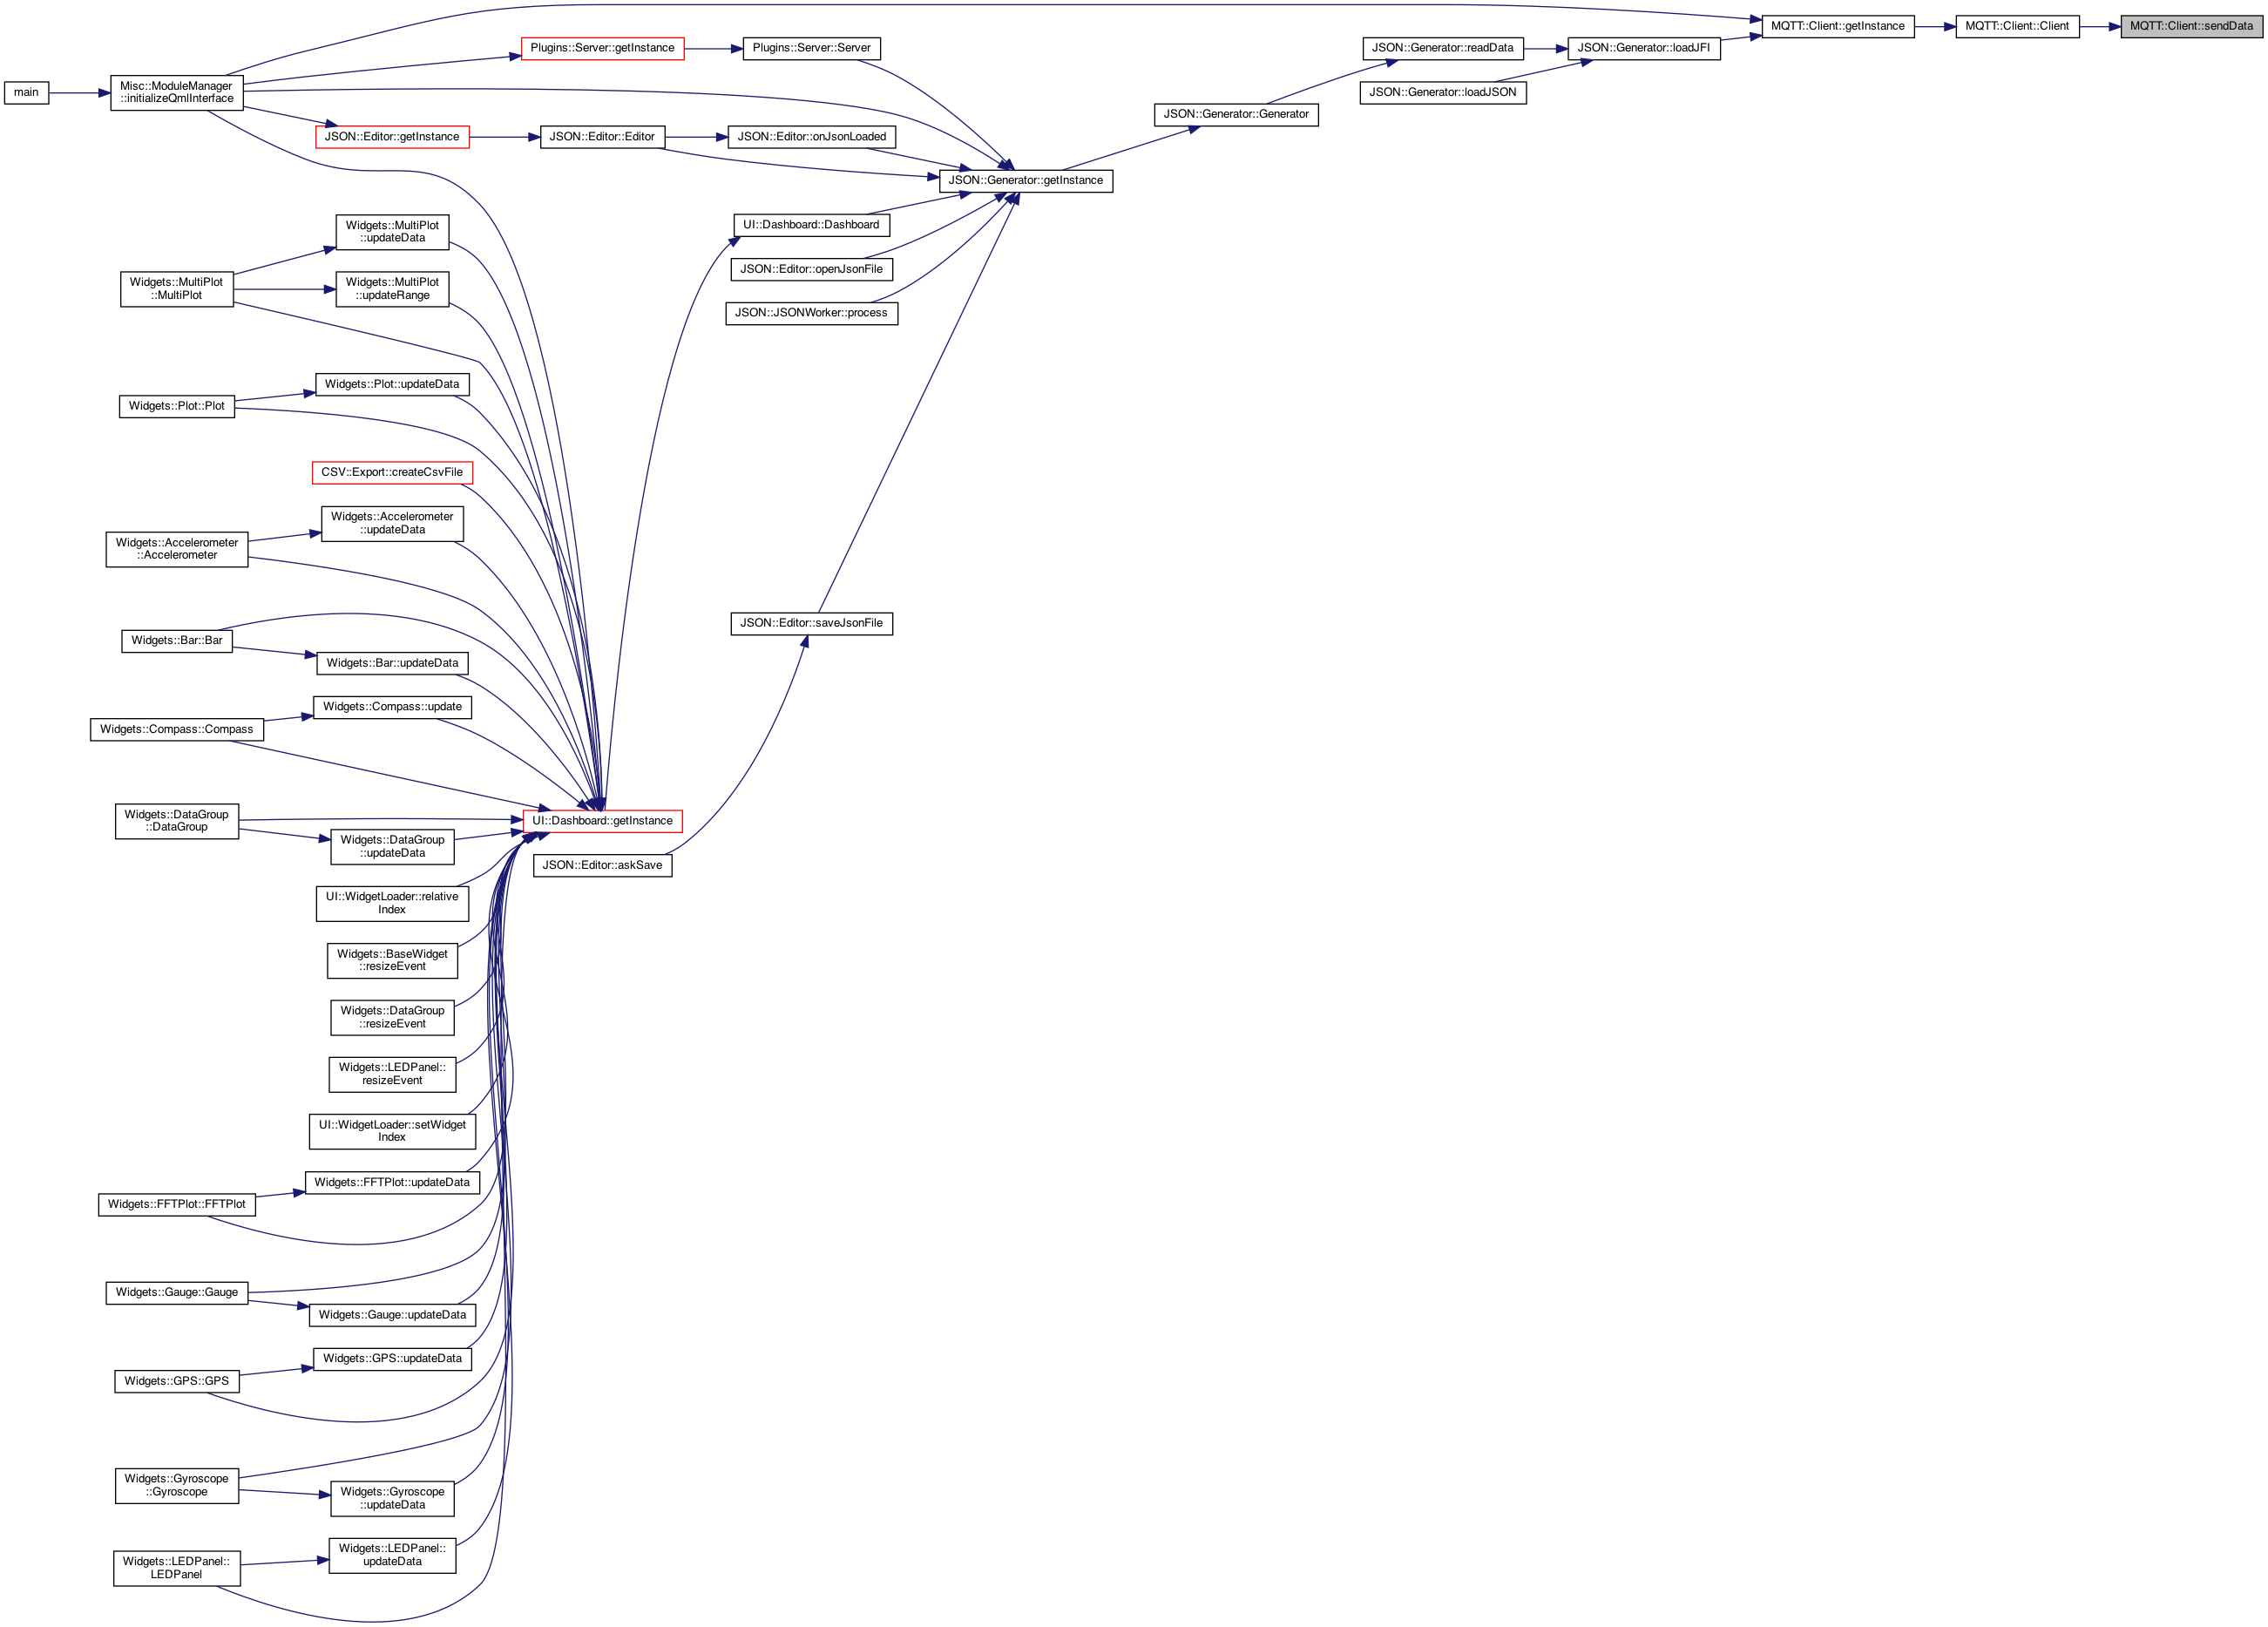 MQTT::Client::getInstance
MQTT::Client::Client
MQTT::Client::sendData
Plugins::Server::getInstance
Plugins::Server::Server
JSON::Generator::readData
JSON::Generator::loadJFI
main
Misc::ModuleManager
::initializeQmlInterface
JSON::Generator::loadJSON
JSON::Generator::Generator
JSON::Editor::getInstance
JSON::Editor::Editor
JSON::Editor::onJsonLoaded
JSON::Generator::getInstance
Widgets::MultiPlot
::updateData
UI::Dashboard::Dashboard
JSON::Editor::openJsonFile
Widgets::MultiPlot
::MultiPlot
Widgets::MultiPlot
::updateRange
JSON::JSONWorker::process
Widgets::Plot::updateData
Widgets::Plot::Plot
CSV::Export::createCsvFile
Widgets::Accelerometer
::updateData
Widgets::Accelerometer
::Accelerometer
JSON::Editor::saveJsonFile
Widgets::Bar::Bar
Widgets::Bar::updateData
Widgets::Compass::update
Widgets::Compass::Compass
Widgets::DataGroup
::DataGroup
UI::Dashboard::getInstance
Widgets::DataGroup
::updateData
JSON::Editor::askSave
UI::WidgetLoader::relative
Index
Widgets::BaseWidget
::resizeEvent
Widgets::DataGroup
::resizeEvent
Widgets::LEDPanel::
resizeEvent
UI::WidgetLoader::setWidget
Index
Widgets::FFTPlot::updateData
Widgets::FFTPlot::FFTPlot
Widgets::Gauge::Gauge
Widgets::Gauge::updateData
Widgets::GPS::updateData
Widgets::GPS::GPS
Widgets::Gyroscope
::Gyroscope
Widgets::Gyroscope
::updateData
Widgets::LEDPanel::
updateData
Widgets::LEDPanel::
LEDPanel